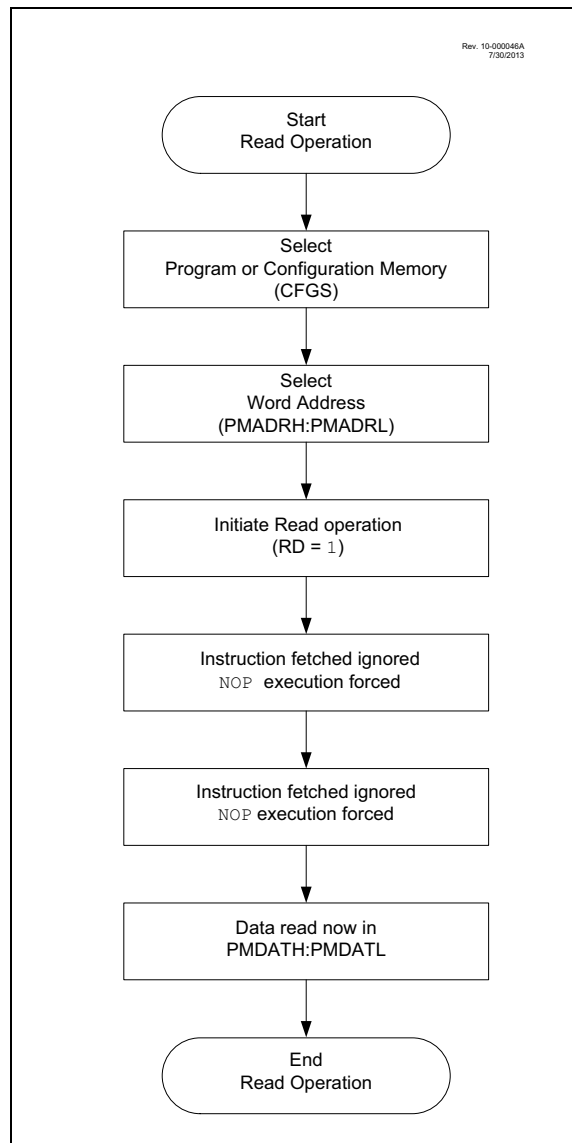 Rev. 10-000046A
7/30/2013
Start
Read Operation
Select
Program or Configuration Memory
(CFGS)
Select
Word Address
(PMADRH:PMADRL)
Initiate Read operation
(RD = 1)
Instruction fetched ignored
NOP execution forced
Instruction fetched ignored
NOP execution forced
Data read now in
PMDATH:PMDATL
End
Read Operation